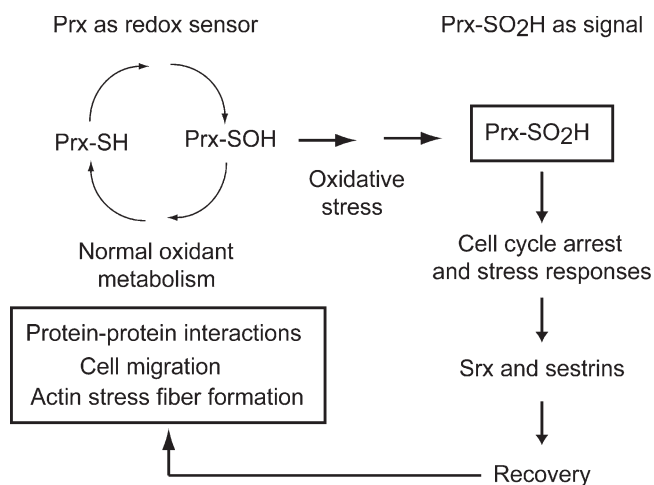 Prx as redox sensor
Prx-SO2H as signal
Prx-SH
Prx-SOH
Prx-SO2H
Oxidative
stress
Normal oxidant
metabolism
Cell cycle arrest
and stress responses
Protein-protein interactions
Cell migration
Actin stress fiber formation
Srx and sestrins
Recovery